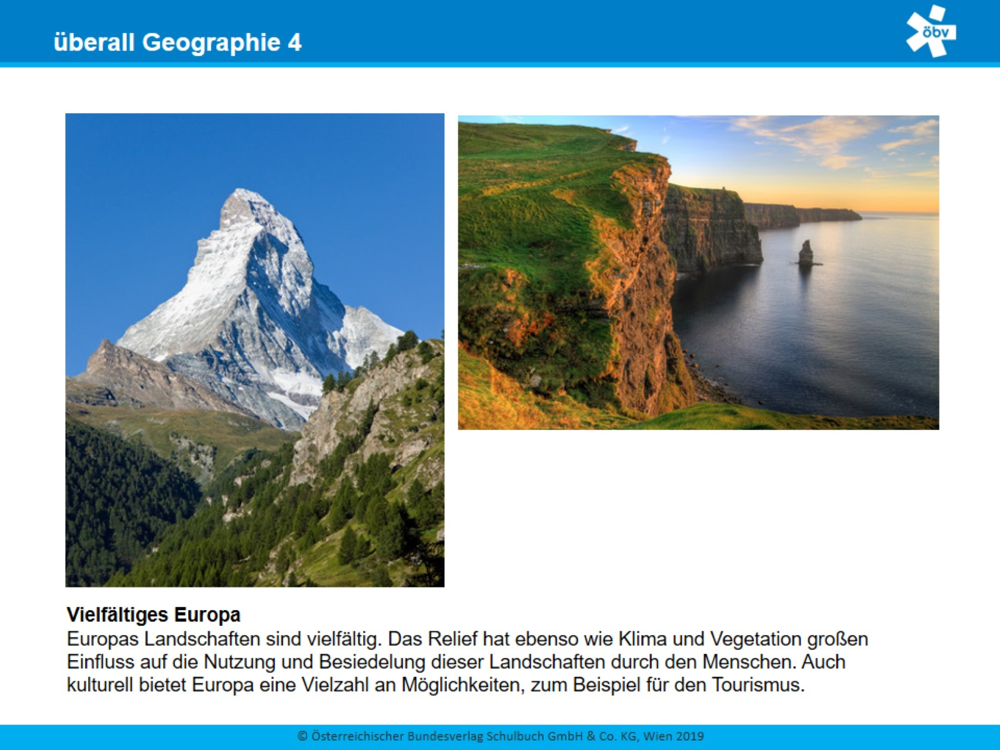 überall Geographie 4
öbv
Vielfältiges Europa
Europas Landschaften sind vielfältig. Das Relief hat ebenso wie Klima und Vegetation großen
Einfluss auf die Nutzung und Besiedelung dieser Landschaften durch den Menschen. Auch
kulturell bietet Europa eine Vielzahl an Möglichkeiten, zum Beispiel für den Tourismus.
© Österreichischer Bundesverlag Schulbuch GmbH & Co. KG, Wien 2019